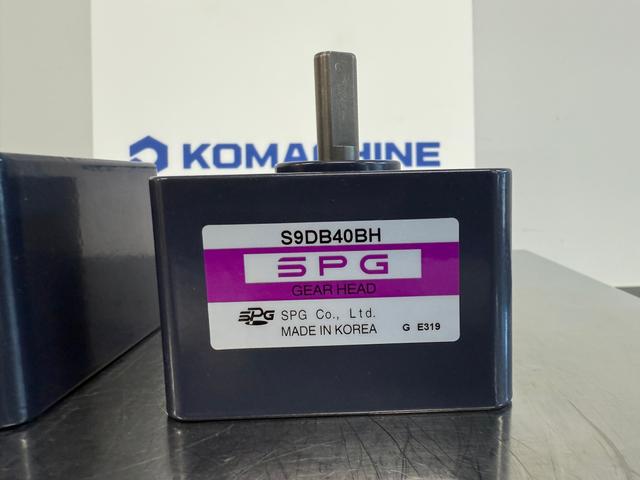 KOMACHINE
S9DB40BH
SPG
GEAR HEAD
SPG SPG Co., Ltd.
MADE IN KOREA G E319